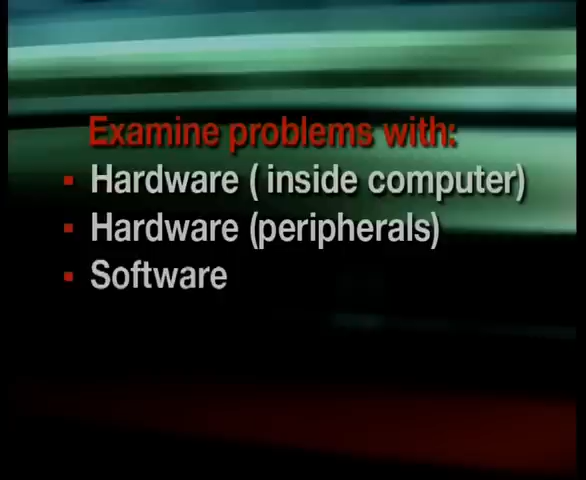 Examine problems with:
▪ Hardware ( inside computer)
▪ Hardware (peripherals)
▪ Software